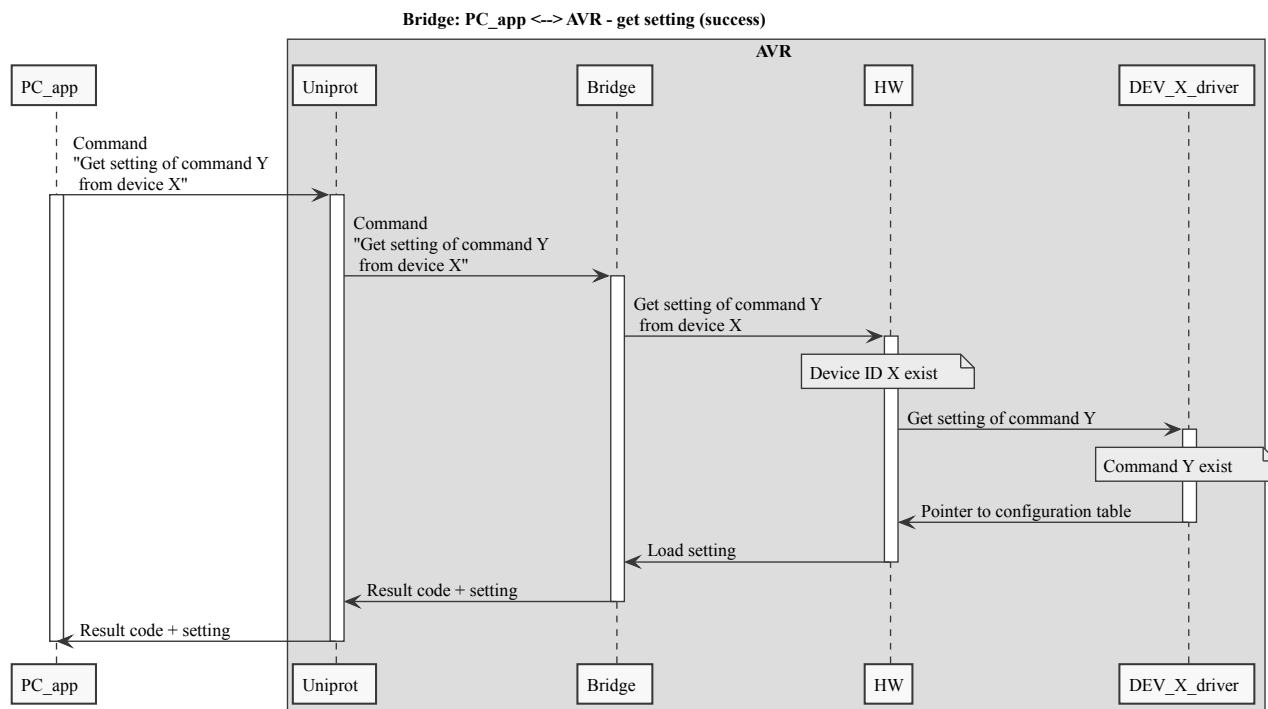 Bridge: PC_app <--> AVR - get setting (success)
AVR
PC_app
Uniprot
Bridge
HW
DEV_X_driver
Command
"Get setting of command Y
from device X"
Command
"Get setting of command Y
from device X"
Get setting of command Y
from device X
Device ID X exist
Get setting of command Y
Command Y exist
Pointer to configuration table
Load setting
Result code + setting
Result code + setting
PC_app
Uniprot
Bridge
HW
DEV_X_driver